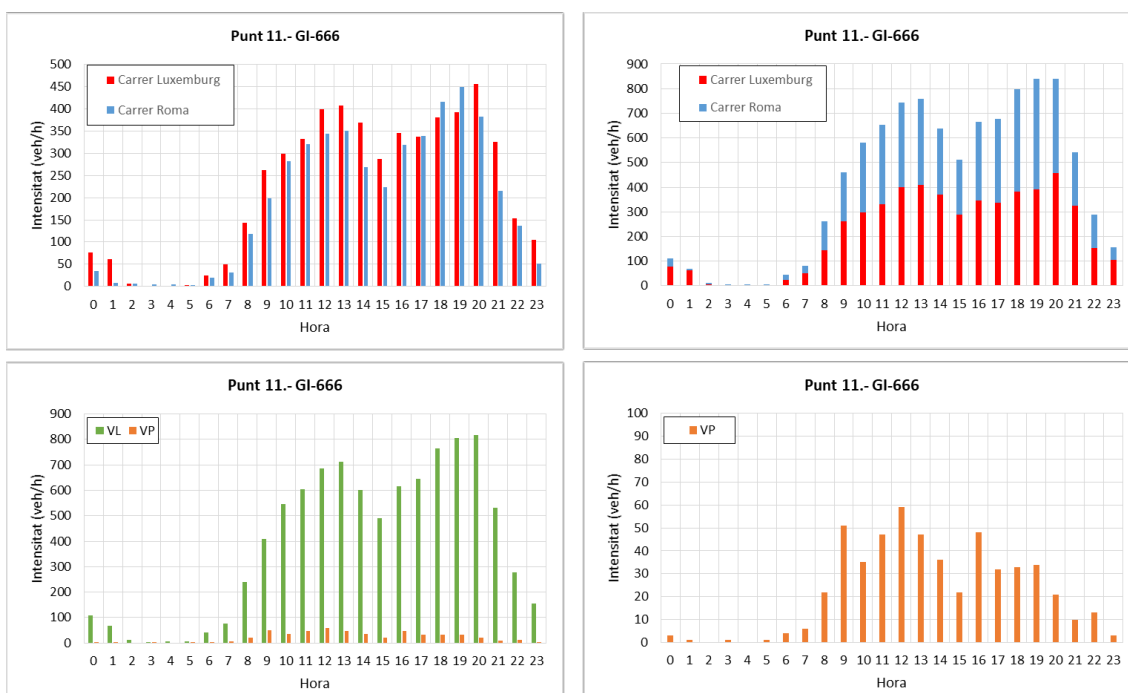 Punt 11.- GI-666
Intensitat (veh/h)
500
450
400
350
300
250
200
150
100
50
0
Carrer Luxemburg
Carrer Roma
0 1 2 3 4 5 6 7 8 9 10 11 12 13 14 15 16 17 18 19 20 21 22 23
Hora
Punt 11.- GI-666
Intensitat (veh/h)
900
800
700
600
500
400
300
200
100
0
Carrer Luxemburg
Carrer Roma
0 1 2 3 4 5 6 7 8 9 10 11 12 13 14 15 16 17 18 19 20 21 22 23
Hora
Punt 11.- GI-666
Intensitat (veh/h)
900
800
700
600
500
400
300
200
100
0
VL VP
0 1 2 3 4 5 6 7 8 9 10 11 12 13 14 15 16 17 18 19 20 21 22 23
Hora
Punt 11.- GI-666
Intensitat (veh/h)
100
90
80
70
60
50
40
30
20
10
0
VP
0 1 2 3 4 5 6 7 8 9 10 11 12 13 14 15 16 17 18 19 20 21 22 23
Hora